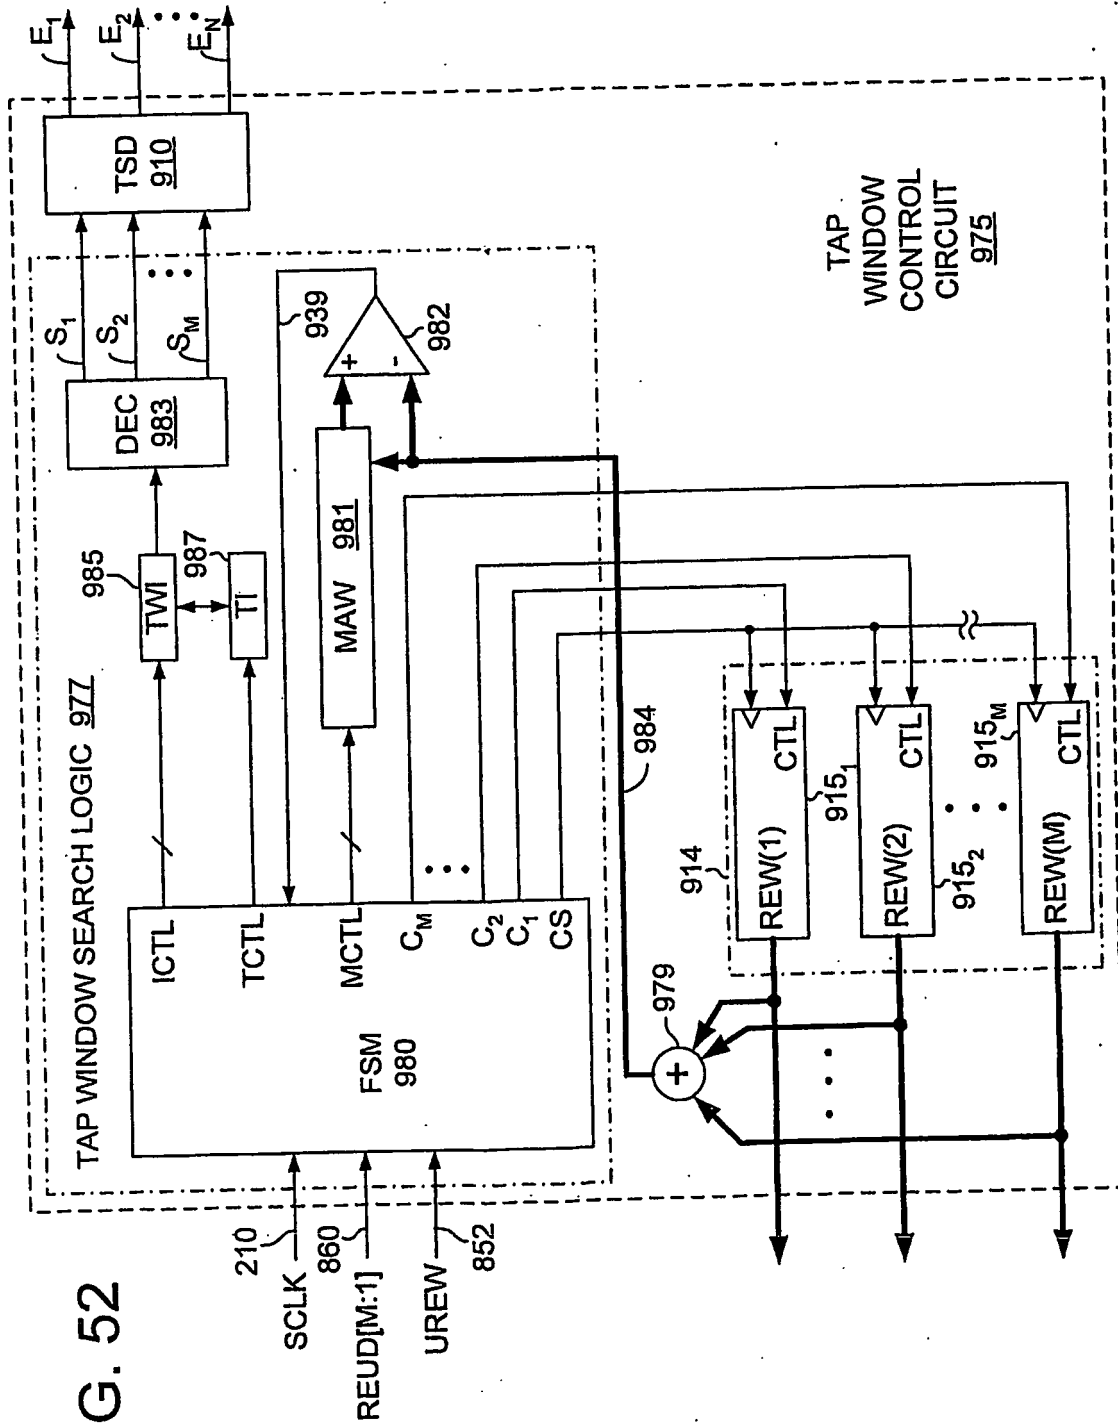 G. 52
TAP WINDOW SEARCH LOGIC 977
SCLK
210
REUD[M:1]
860
UREW
852
FSM
980
ICTL
TCTL
MCTL
CM
C2
C1
CS
TWI
985
TI
987
DEC
983
S1
S2
SM
TSD
910
E1
E2
EN
939
MAW 981
+
-
982
984
979
+
914
REW(1)
CTL
9151
REW(2)
CTL
9152
REW(M)
CTL
915M
TAP
WINDOW
CONTROL
CIRCUIT
975